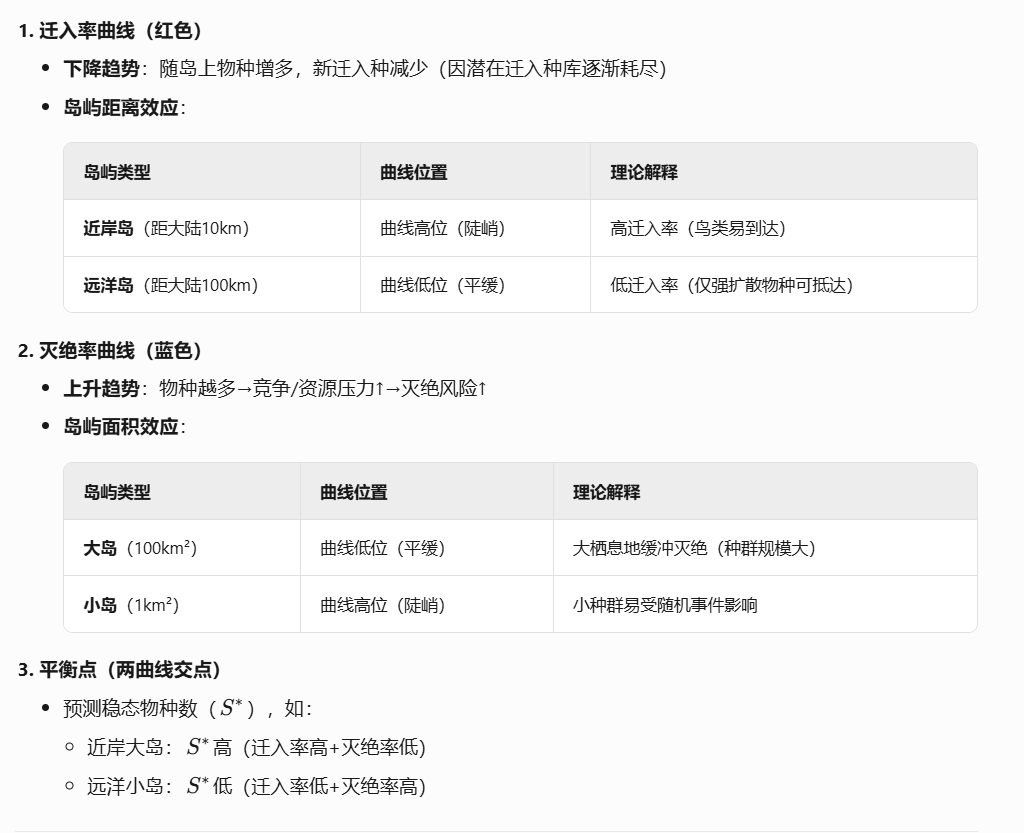 1. 迁入率曲线（红色）
• 下降趋势：随岛上物种增多，新迁入种减少（因潜在迁入种库逐渐耗尽）
• 岛屿距离效应：
岛屿类型 曲线位置 理论解释
近岸岛（距大陆10km） 曲线高位（陡峭） 高迁入率（鸟类易到达）
远洋岛（距大陆100km） 曲线低位（平缓） 低迁入率（仅强扩散物种可抵达）
2. 灭绝率曲线（蓝色）
• 上升趋势：物种越多→竞争/资源压力↑→灭绝风险↑
• 岛屿面积效应：
岛屿类型 曲线位置 理论解释
大岛（100km²） 曲线低位（平缓） 大栖息地缓冲灭绝（种群规模大）
小岛（1km²） 曲线高位（陡峭） 小种群易受随机事件影响
3. 平衡点（两曲线交点）
• 预测稳态物种数（S*），如：
○ 近岸大岛：S*高（迁入率高+灭绝率低）
○ 远洋小岛：S*低（迁入率低+灭绝率高）